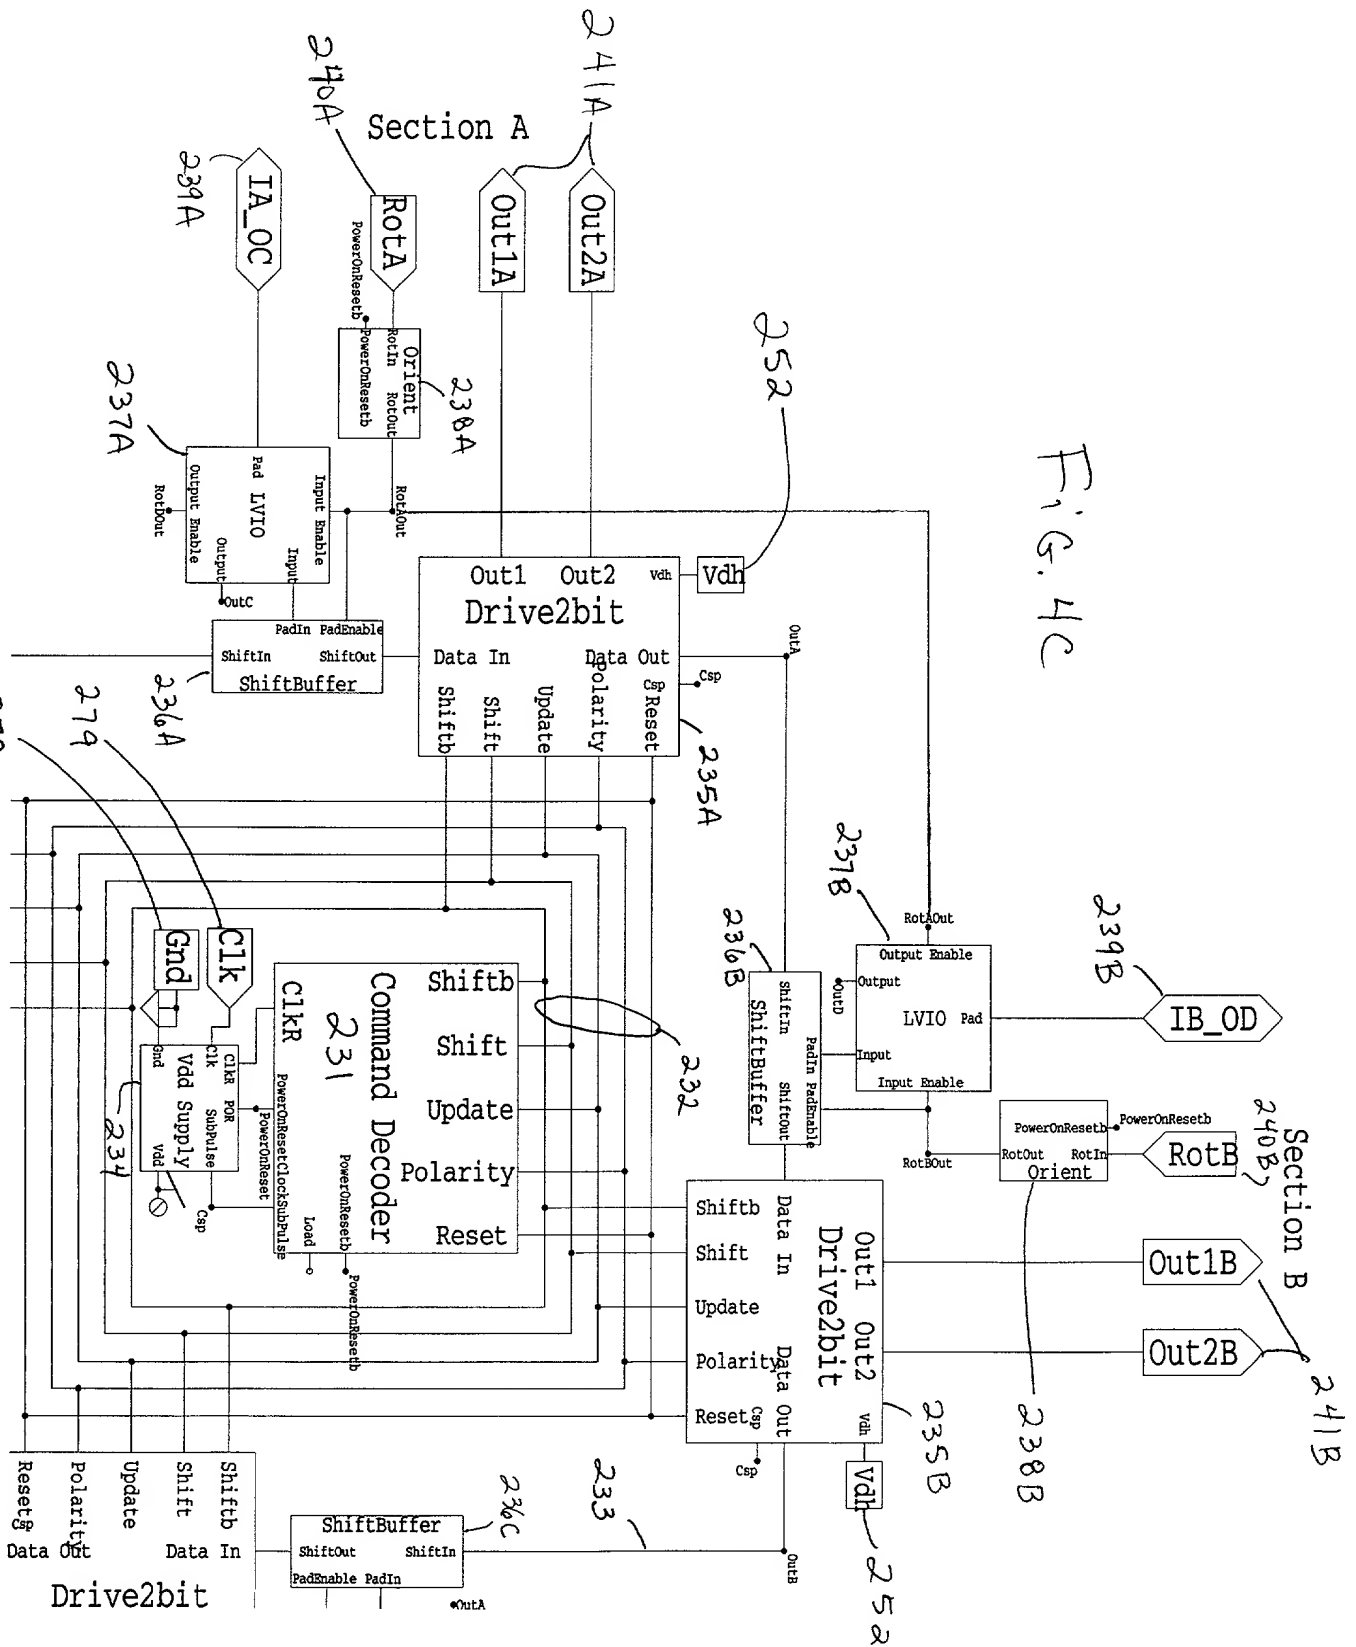 FiG. 4C
Section A
241A
240A
239A
IA_OC
RotA
Out1A
Out2A
252
PowerOnResetb
RotIn RotOut
PowerOnResetb
Orient
238A
237A
RotAOut
Input Enable
Pad LVIO
Output Enable
Input
Output
RotDOut
OutC
Vdh
Vdh
Out1 Out2
Drive2bit
Data In Data Out
Csp
Csp
Shiftb
Shift
Update
Polarity
Reset
235A
OutA
PadIn PadEnable
ShiftIn ShiftOut
ShiftBuffer
236A
279
Clk
Gnd
Command Decoder
231
ClkR
Shiftb
Shift
Update
Polarity
Reset
232
PowerOnResetClockSubPulse
PowerOnResetb
Load
PowerOnResetb
PowerOnReset
Csp
ClkR POR
Clk SubPulse
Gnd Vdd
Vdd Supply
234
237B
239B
IB_OD
RotAOut
Output Enable
Output
OutD
LVIO Pad
Input
Input Enable
236B
ShiftIn ShiftOut
PadIn PadEnable
ShiftBuffer
Section B
240B
RotB
PowerOnResetb
PowerOnResetb
RotOut RotIn
Orient
RotBOut
238B
Out1B
Out2B
241B
Shiftb
Shift
Update
Polarity
Reset
Csp
Csp
Data In Data Out
Drive2bit
Out1 Out2
Vdh
Vdh
235B
252
OutB
233
236C
ShiftBuffer
ShiftOut ShiftIn
PadEnable PadIn
OutA
Shiftb
Shift
Update
Polarity
Reset
Csp
Data Out Data In
Drive2bit